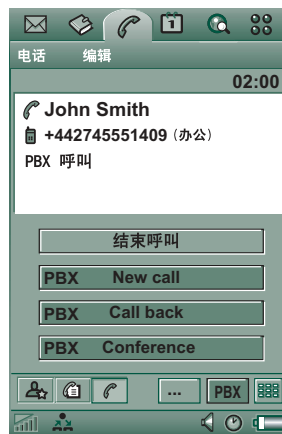 1
电话 编辑
02:00
John Smith
+442745551409 (办公)
PBX 呼叫
结束呼叫
PBX New call
PBX Call back
PBX Conference
... PBX